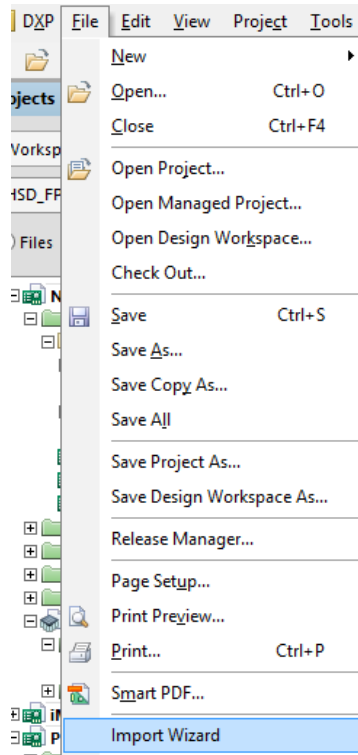 DXP File Edit View Project Tools
New
Open... Ctrl+O
Close Ctrl+F4
Open Project...
Open Managed Project...
Open Design Workspace...
Check Out...
Save Ctrl+S
Save As...
Save Copy As...
Save All
Save Project As...
Save Design Workspace As...
Release Manager...
Page Setup...
Print Preview...
Print... Ctrl+P
Smart PDF...
Import Wizard
ojects
Worksp
HSD_FP
Files
N
P